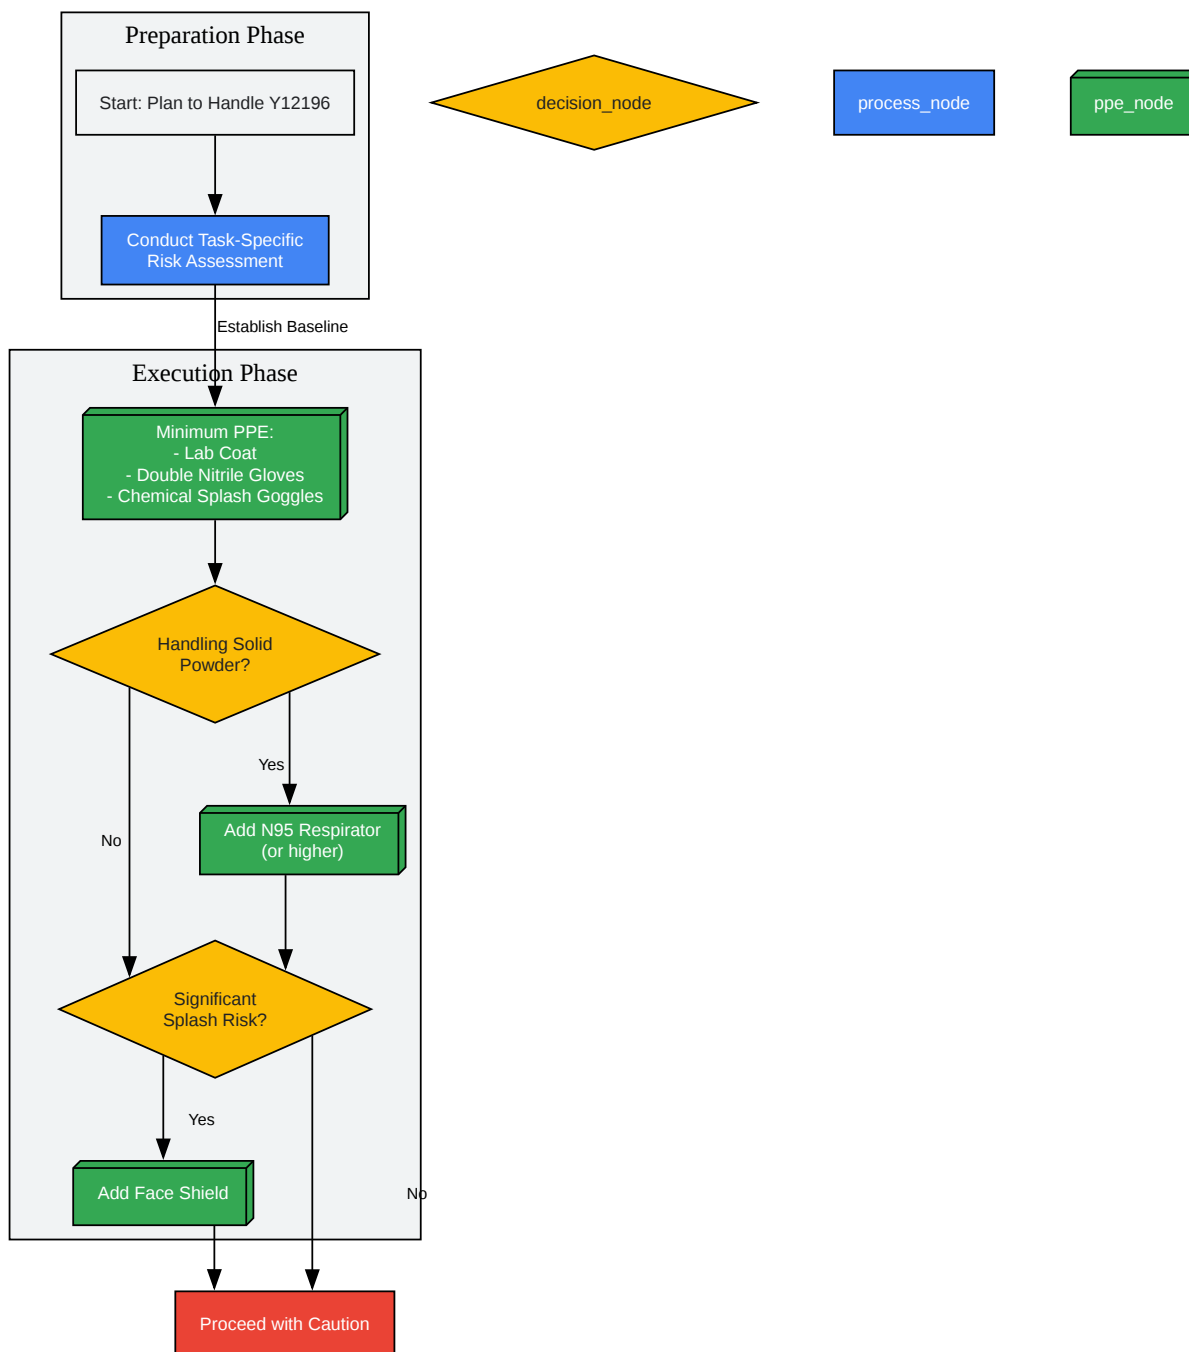 Preparation Phase
Start: Plan to Handle Y12196
decision_node
process_node
ppe_node
Conduct Task-Specific
Risk Assessment
Establish Baseline
Execution Phase
Minimum PPE:
- Lab Coat
- Double Nitrile Gloves
- Chemical Splash Goggles
Handling Solid
Powder?
Yes
No
Add N95 Respirator
(or higher)
Significant
Splash Risk?
Yes
No
Add Face Shield
Proceed with Caution